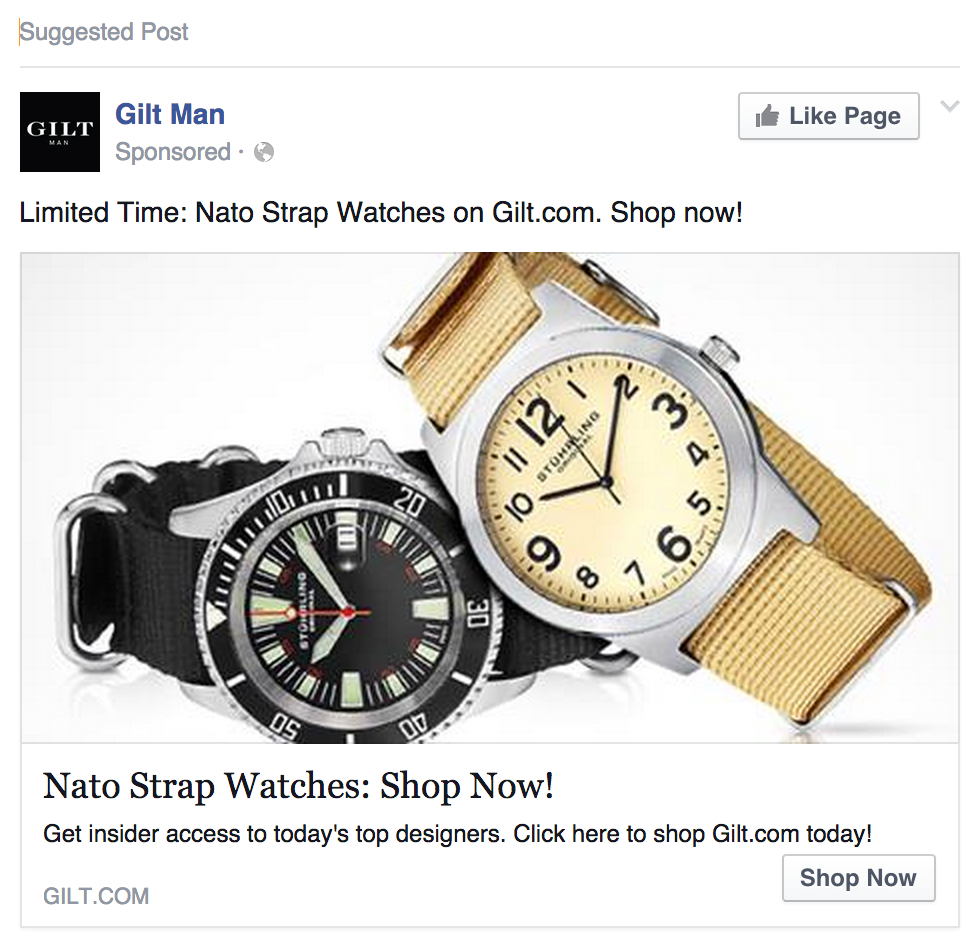 Suggested Post
GILT
MAN
Gilt Man
Sponsored ·
Like Page
Limited Time: Nato Strap Watches on Gilt.com. Shop now!
10
20
30
40
50
STÜHRLING
ORIGINAL
12
1
2
3
4
5
6
7
8
9
10
11
STÜHRLING
ORIGINAL
Nato Strap Watches: Shop Now!
Get insider access to today's top designers. Click here to shop Gilt.com today!
GILT.COM
Shop Now